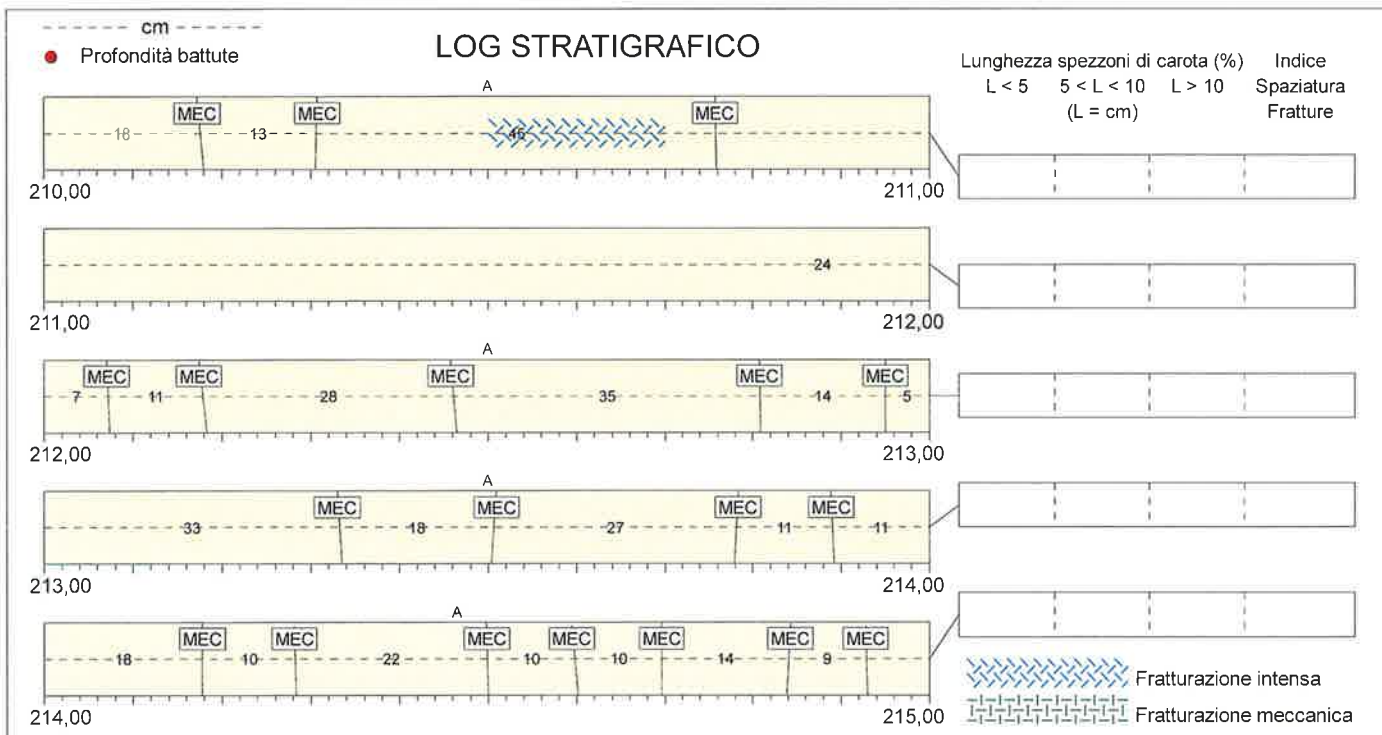 cm
Profondità battute
LOG STRATIGRAFICO
Lunghezza spezzoni di carota (%) Indice
L < 5 5 < L < 10 L > 10 Spaziatura
(L = cm) Fratture
A
MEC MEC MEC
18 13 46
210,00 211,00
24
211,00 212,00
A
MEC MEC MEC MEC MEC
7 11 28 35 14 5
212,00 213,00
A
MEC MEC MEC MEC
33 18 27 11 11
213,00 214,00
A
MEC MEC MEC MEC MEC MEC MEC
18 10 22 10 10 14 9
214,00 215,00
Fratturazione intensa
Fratturazione meccanica